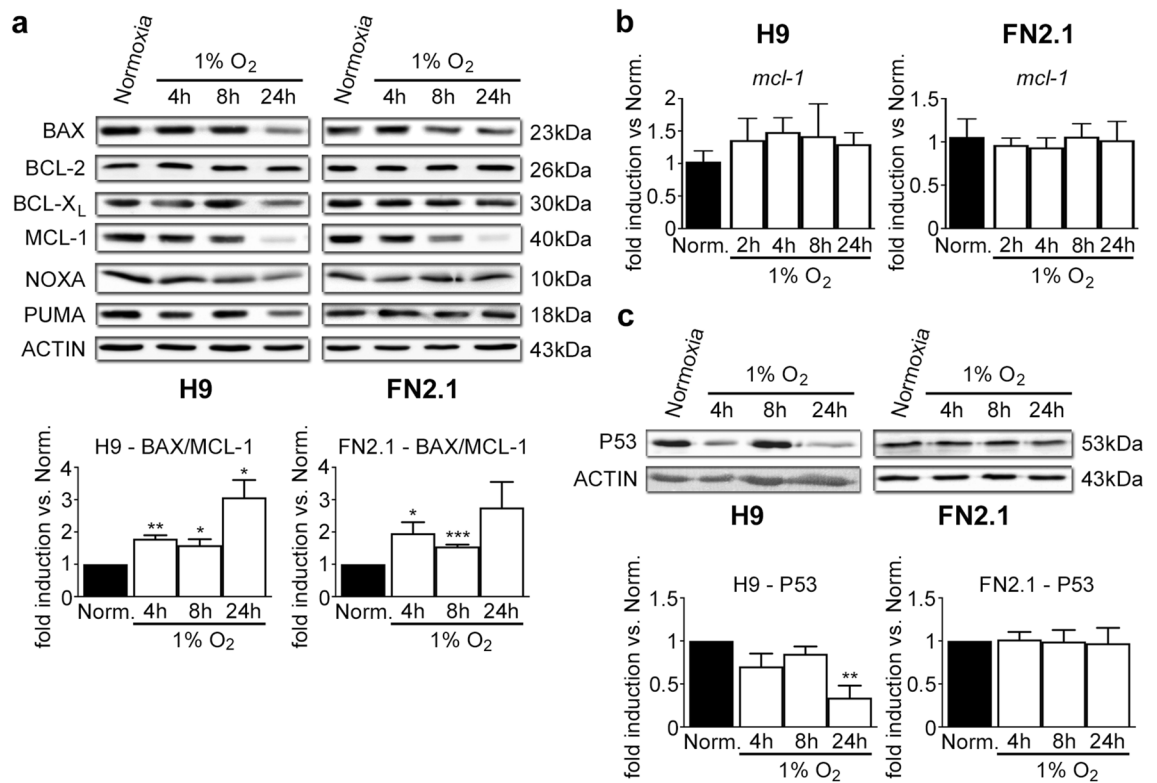 a
Normoxia
1% O2
4h 8h 24h
Normoxia
1% O2
4h 8h 24h
BAX 23kDa
BCL-2 26kDa
BCL-XL 30kDa
MCL-1 40kDa
NOXA 10kDa
PUMA 18kDa
ACTIN 43kDa
H9 FN2.1
H9 - BAX/MCL-1
fold induction vs. Norm.
4
3
2
1
0
** * *
Norm. 4h 8h 24h
1% O2
FN2.1 - BAX/MCL-1
4
3
2
1
0
* ***
Norm. 4h 8h 24h
1% O2
b
H9
mcl-1
fold induction vs Norm.
2
1.5
1
0.5
0
Norm. 2h 4h 8h 24h
1% O2
FN2.1
mcl-1
fold induction vs Norm.
1.5
1
0.5
0
Norm. 2h 4h 8h 24h
1% O2
c
Normoxia
1% O2
4h 8h 24h
Normoxia
1% O2
4h 8h 24h
P53 53kDa
ACTIN 43kDa
H9 FN2.1
H9 - P53
fold induction vs. Norm.
1.5
1
0.5
0
**
Norm. 4h 8h 24h
1% O2
FN2.1 - P53
fold induction vs. Norm.
1.5
1
0.5
0
Norm. 4h 8h 24h
1% O2